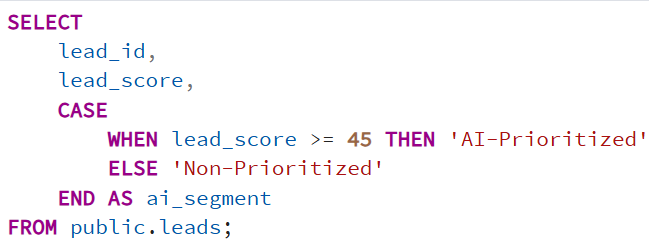 SELECT
    lead_id,
    lead_score,
    CASE
        WHEN lead_score >= 45 THEN 'AI-Prioritized'
        ELSE 'Non-Prioritized'
    END AS ai_segment
FROM public.leads;